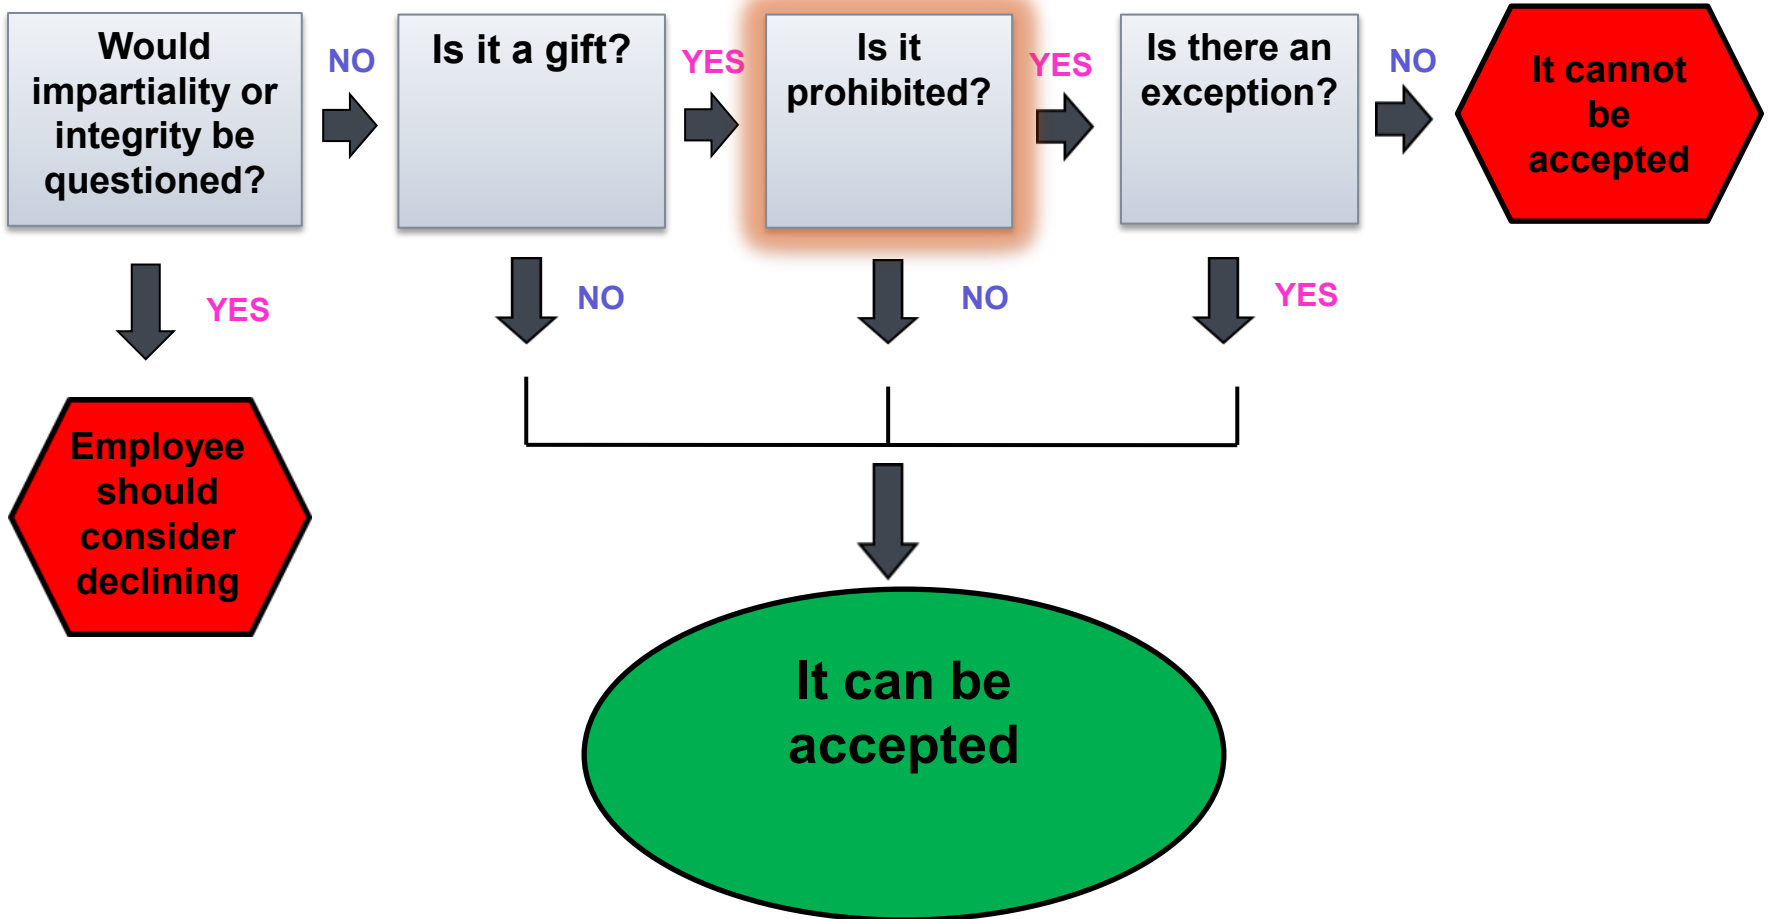 Would
impartiality or
integrity be
questioned?
NO
Is it a gift?
YES
Is it
prohibited?
YES
Is there an
exception?
NO
It cannot
be
accepted
YES
NO
NO
YES
Employee
should
consider
declining
It can be
accepted